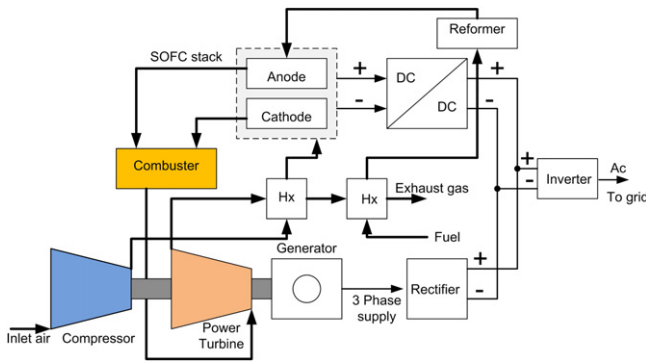 Reformer
SOFC stack
Anode
+
DC
+
Cathode
-
DC
-
Combuster
+
-
Inverter
Ac
To grid
Hx
Hx
Exhaust gas
Fuel
Generator
Compressor
Inlet air
Power
Turbine
3 Phase
supply
Rectifier
+
-